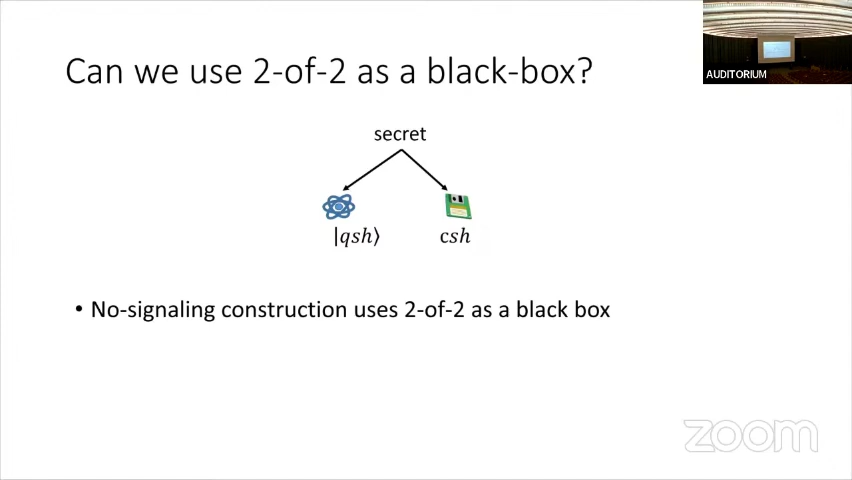 Can we use 2-of-2 as a black-box?
AUDITORIUM
secret
|qsh⟩
csh
• No-signaling construction uses 2-of-2 as a black box
zoom